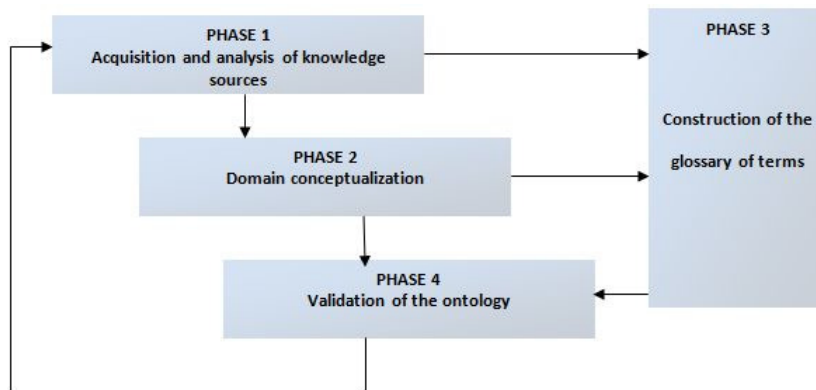 PHASE 1
Acquisition and analysis of knowledge
sources
PHASE 2
Domain conceptualization
PHASE 3
Construction of the
glossary of terms
PHASE 4
Validation of the ontology